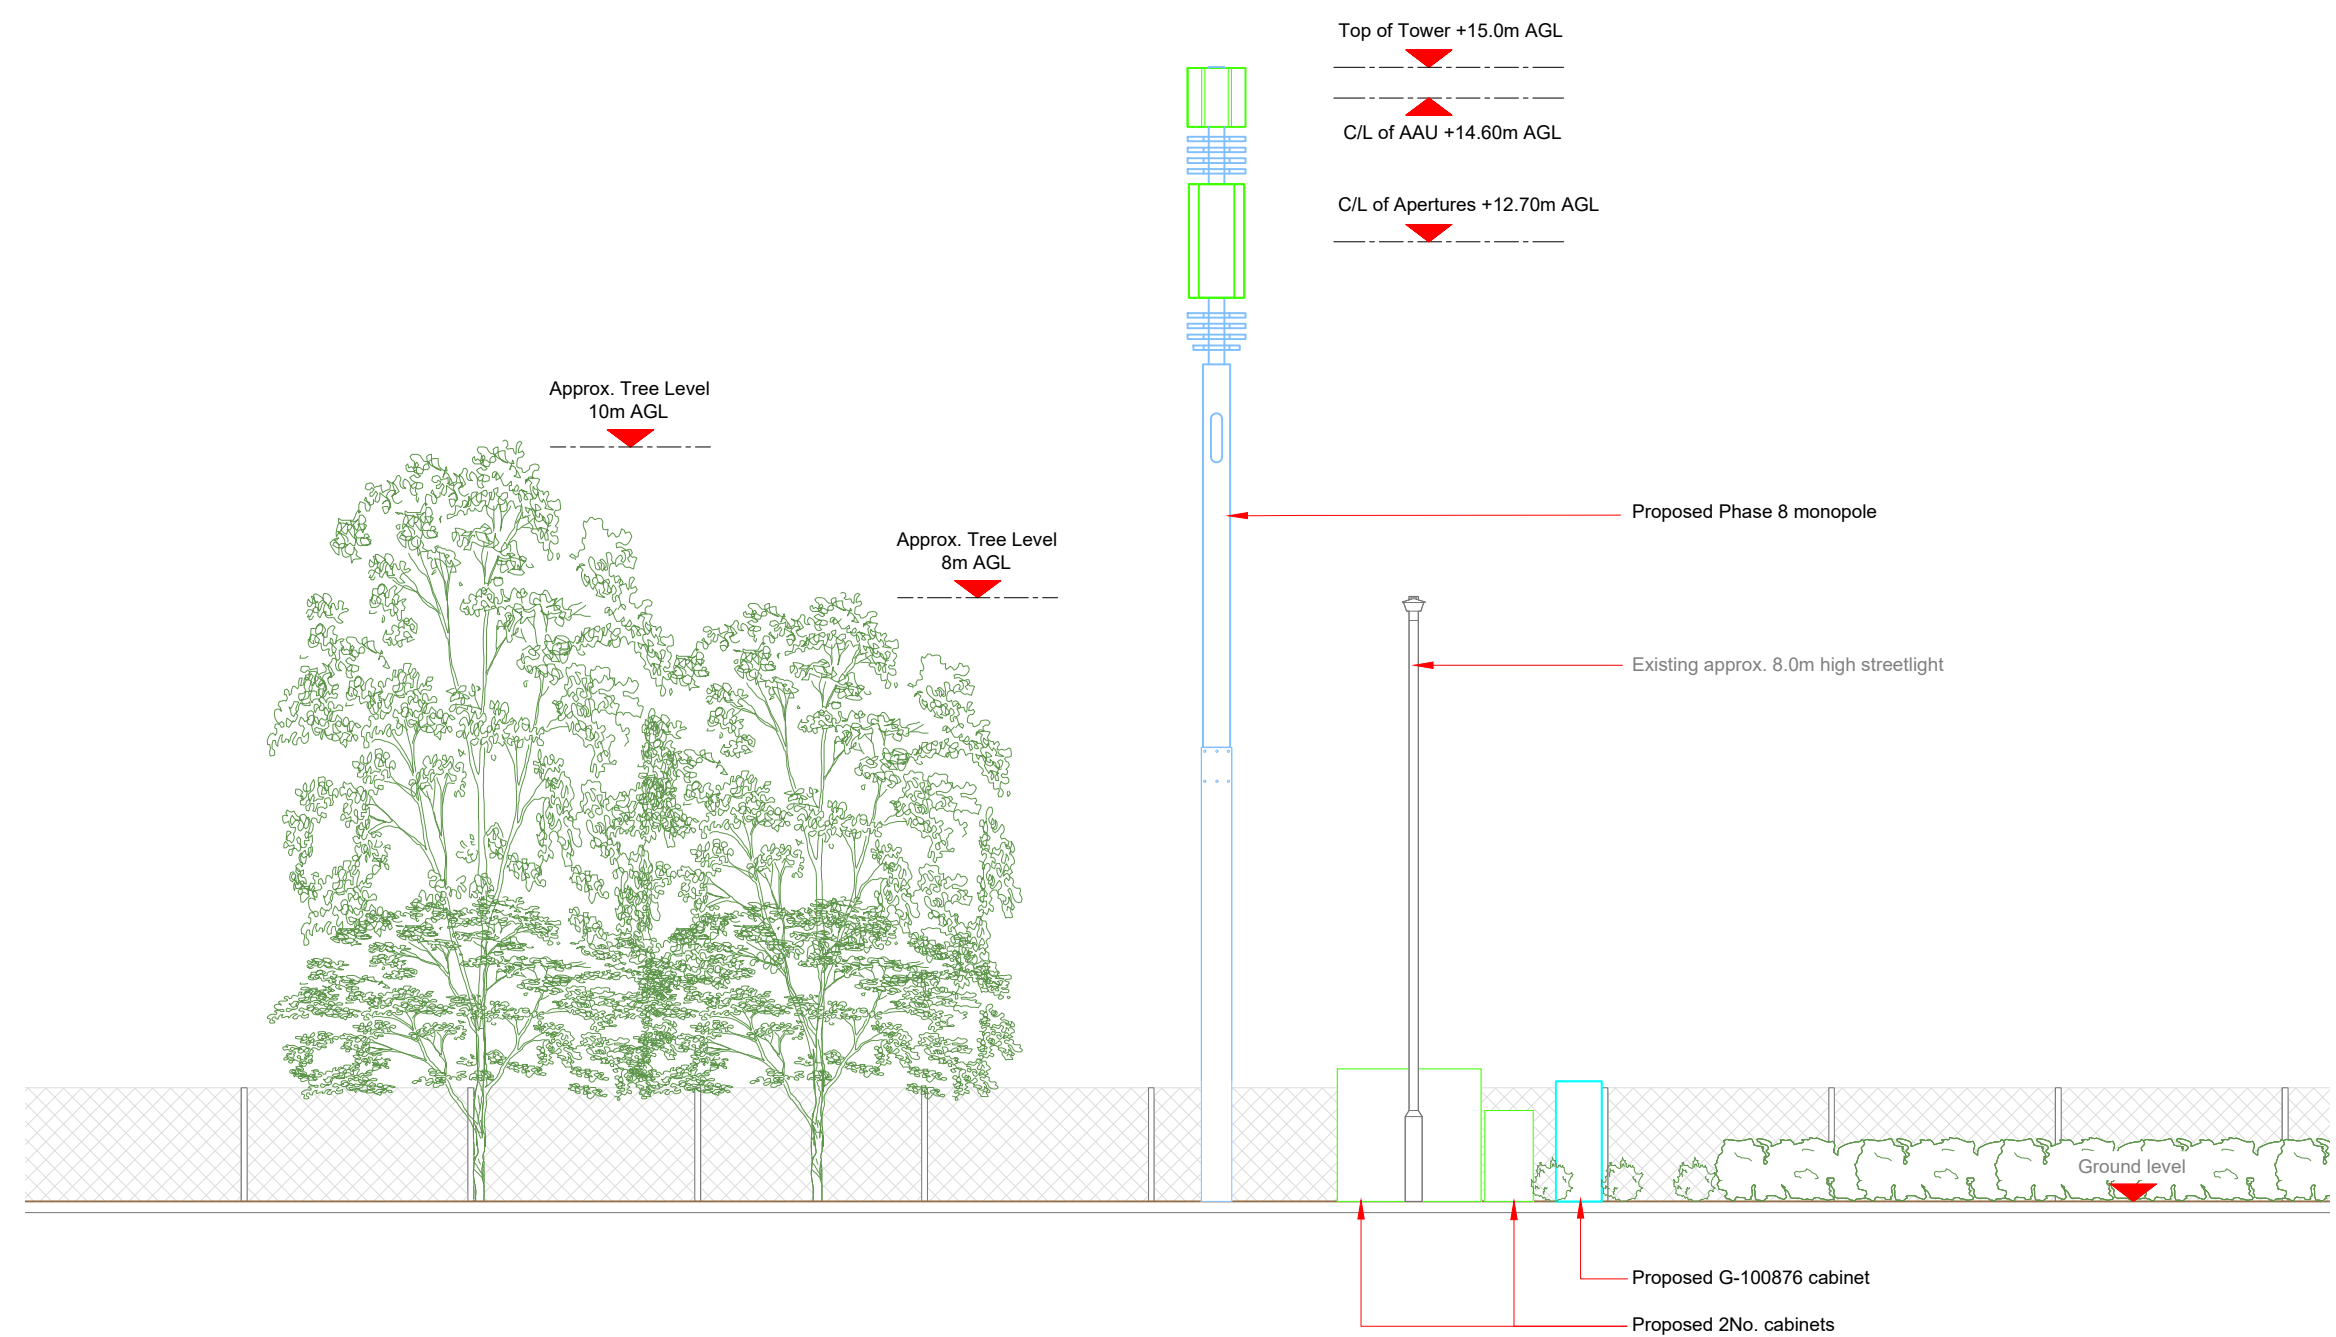 Top of Tower +15.0m AGL
C/L of AAU +14.60m AGL
C/L of Apertures +12.70m AGL
Approx. Tree Level
10m AGL
Proposed Phase 8 monopole
Approx. Tree Level
8m AGL
Existing approx. 8.0m high streetlight
Ground level
Proposed G-100876 cabinet
Proposed 2No. cabinets